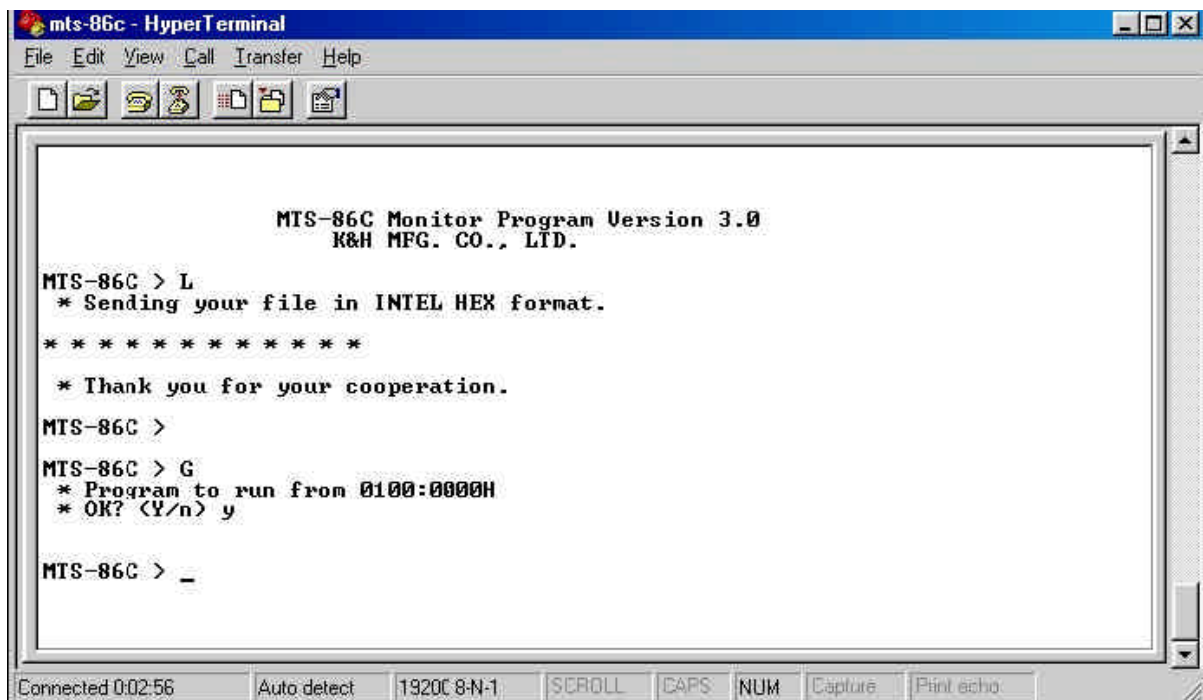 mts-86c - HyperTerminal
File Edit View Call Transfer Help
MTS-86C Monitor Program Version 3.0
K&H MFG. CO., LTD.
MTS-86C > L
* Sending your file in INTEL HEX format.
* * * * * * * * * * * *
* Thank you for your cooperation.
MTS-86C >
MTS-86C > G
* Program to run from 0100:0000H
* OK? (Y/n) y
MTS-86C > _
Connected 0:02:56 Auto detect 19200 8-N-1 SCROLL CAPS NUM Capture Print echo